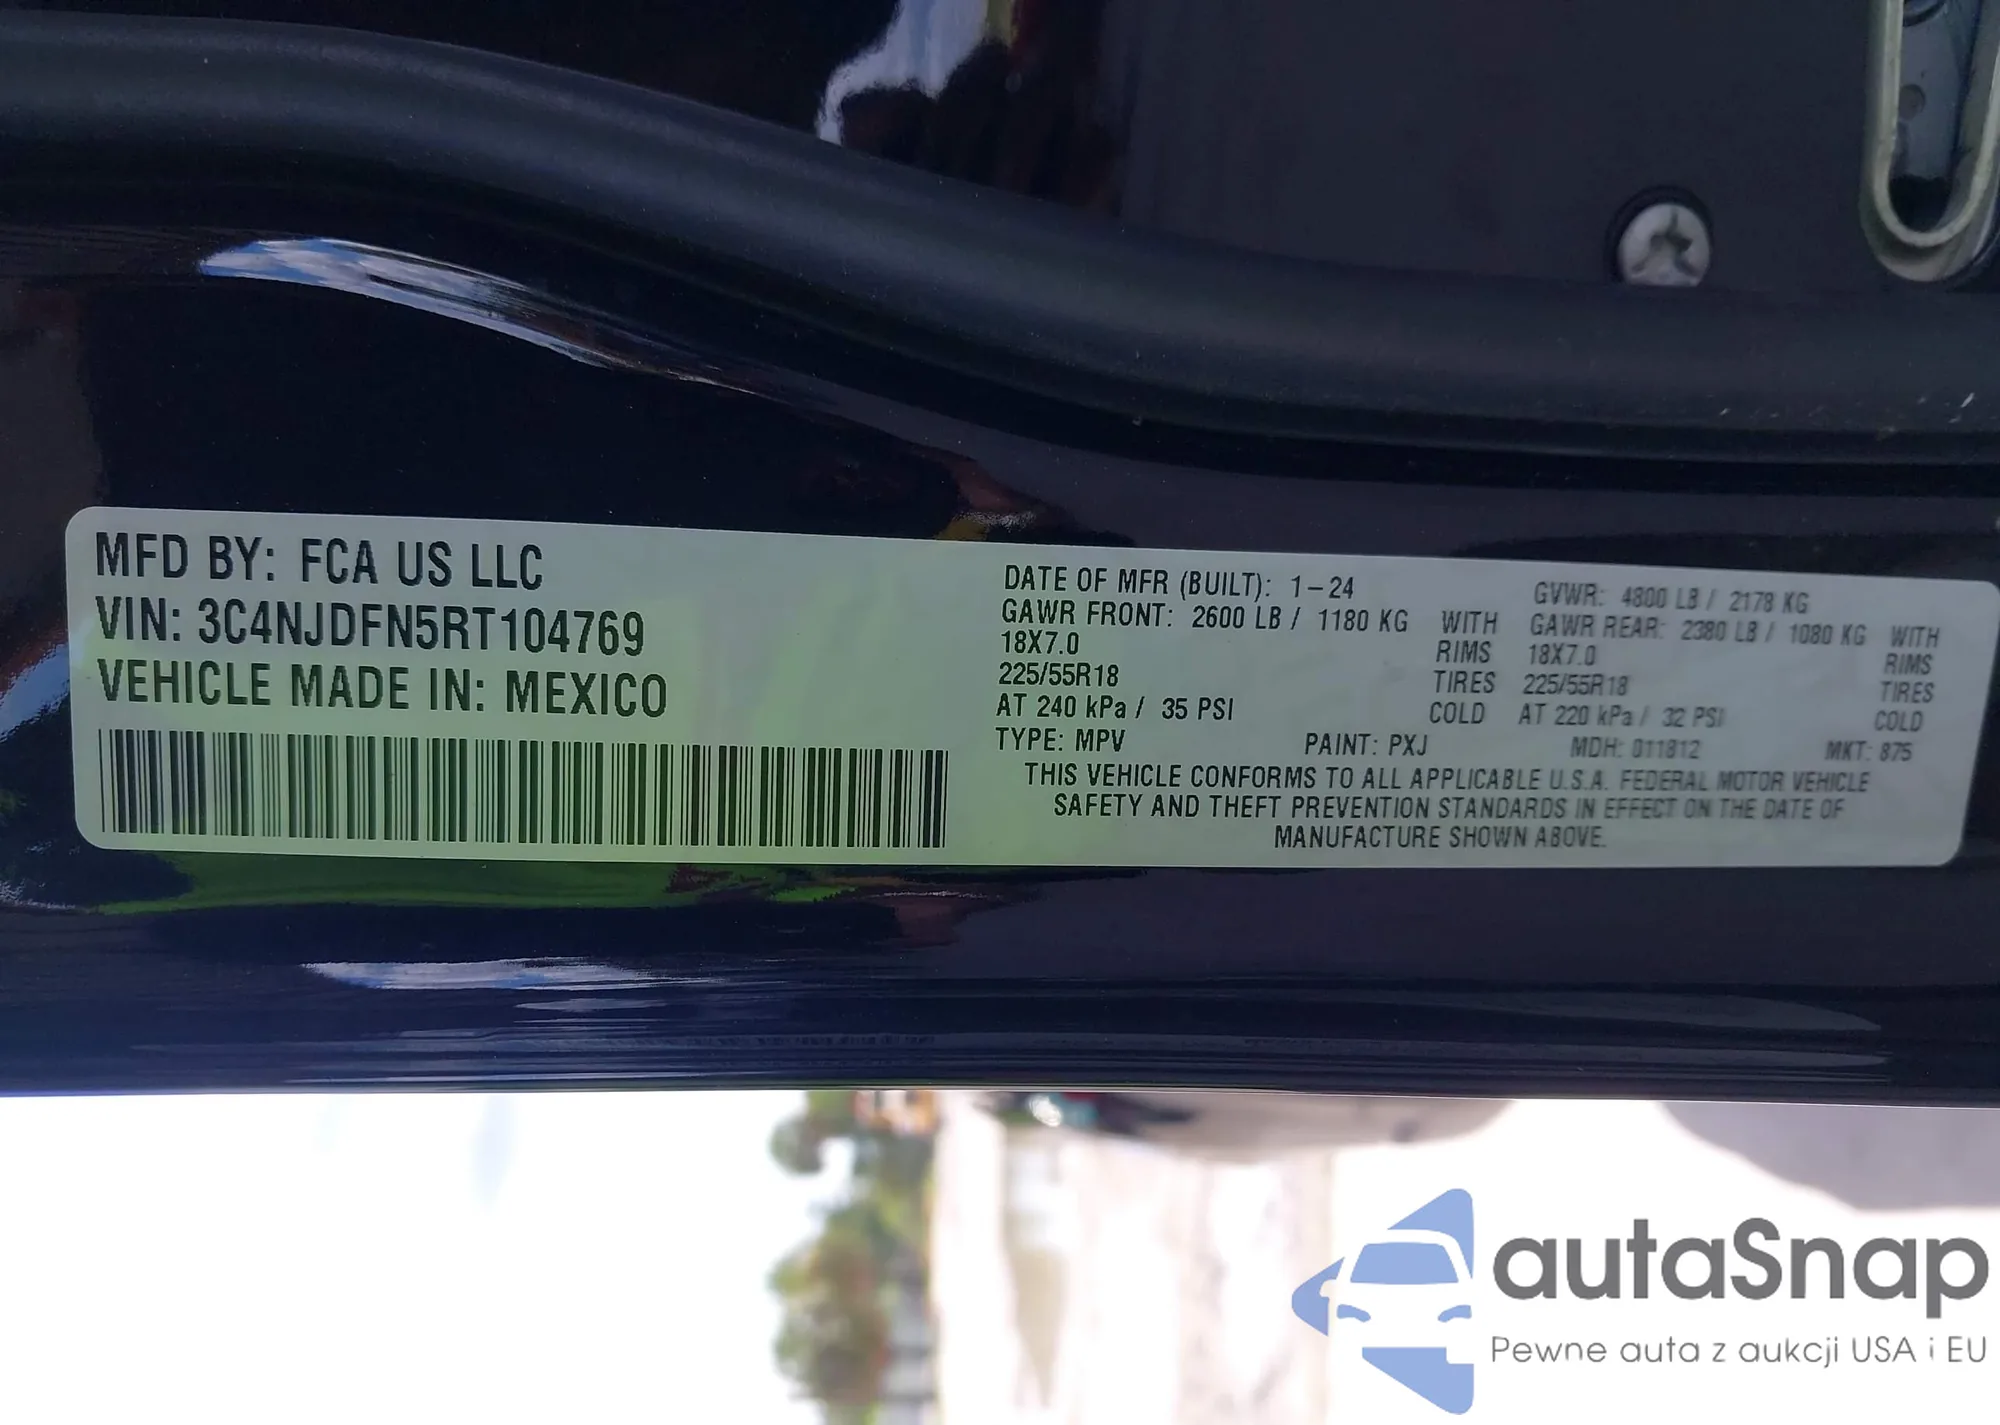 MFD BY: FCA US LLC
VIN: 3C4NJDFN5RT104769
VEHICLE MADE IN: MEXICO
DATE OF MFR (BUILT): 1-24 GVWR: 4800 LB / 2178 KG
GAWR FRONT: 2600 LB / 1180 KG WITH GAWR REAR: 2380 LB / 1080 KG WITH
18X7.0 RIMS 18X7.0 RIMS
225/55R18 TIRES 225/55R18 TIRES
AT 240 kPa / 35 PSI COLD AT 220 kPa / 32 PSI COLD
TYPE: MPV PAINT: PXJ MDH: 011812 MKT: 875
THIS VEHICLE CONFORMS TO ALL APPLICABLE U.S.A. FEDERAL MOTOR VEHICLE
SAFETY AND THEFT PREVENTION STANDARDS IN EFFECT ON THE DATE OF
MANUFACTURE SHOWN ABOVE.
autaSnap
Pewne auta z aukcji USA i EU